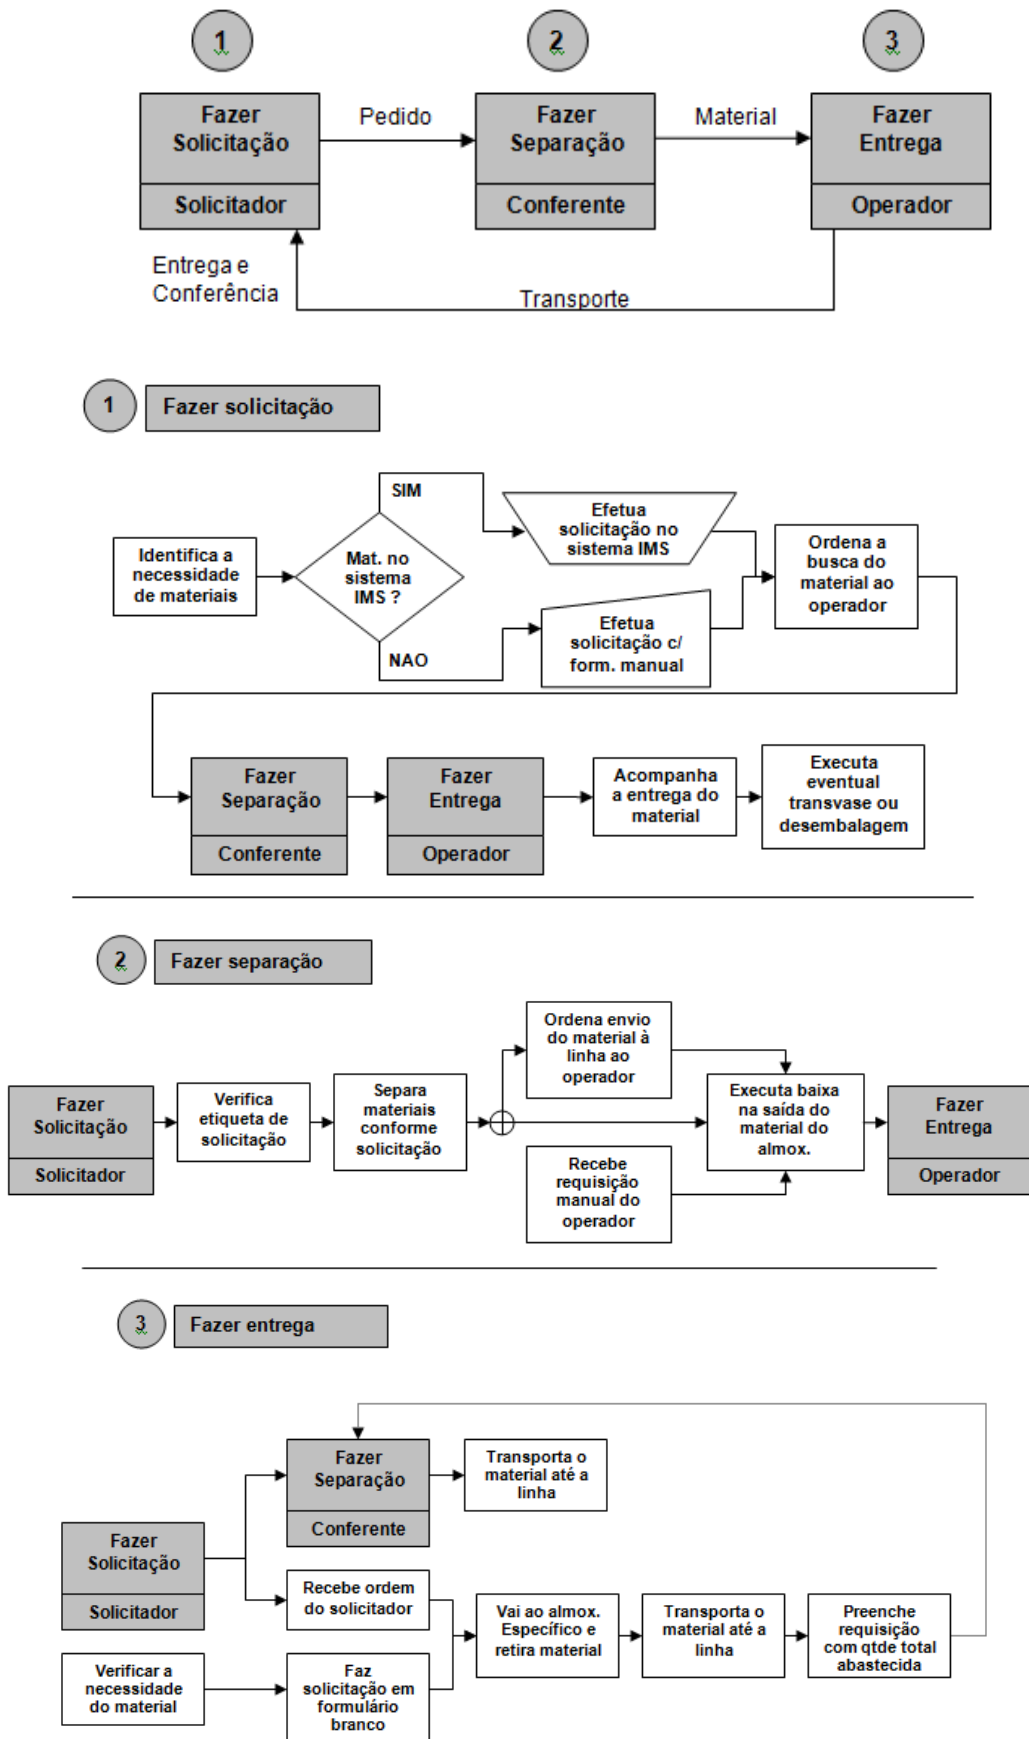 1
2
3
Fazer
Solicitação
Solicitador
Pedido
Fazer
Separação
Conferente
Material
Fazer
Entrega
Operador
Entrega e
Conferência
Transporte
1
Fazer solicitação
Identifica a
necessidade
de materiais
Mat. no
sistema
IMS ?
SIM
NAO
Efetua
solicitação no
sistema IMS
Efetua
solicitação c/
form. manual
Ordena a
busca do
material ao
operador
Fazer
Separação
Conferente
Fazer
Entrega
Operador
Acompanha
a entrega do
material
Executa
eventual
transvase ou
desembalagem
2
Fazer separação
Fazer
Solicitação
Solicitador
Verifica
etiqueta de
solicitação
Separa
materiais
conforme
solicitação
Ordena envio
do material à
linha ao
operador
Recebe
requisição
manual do
operador
Executa baixa
na saída do
material do
almox.
Fazer
Entrega
Operador
3
Fazer entrega
Fazer
Solicitação
Solicitador
Fazer
Separação
Conferente
Transporta o
material até a
linha
Recebe ordem
do solicitador
Verificar a
necessidade
do material
Faz
solicitação em
formulário
branco
Vai ao almox.
Específico e
retira material
Transporta o
material até a
linha
Preenche
requisição
com qtde total
abastecida